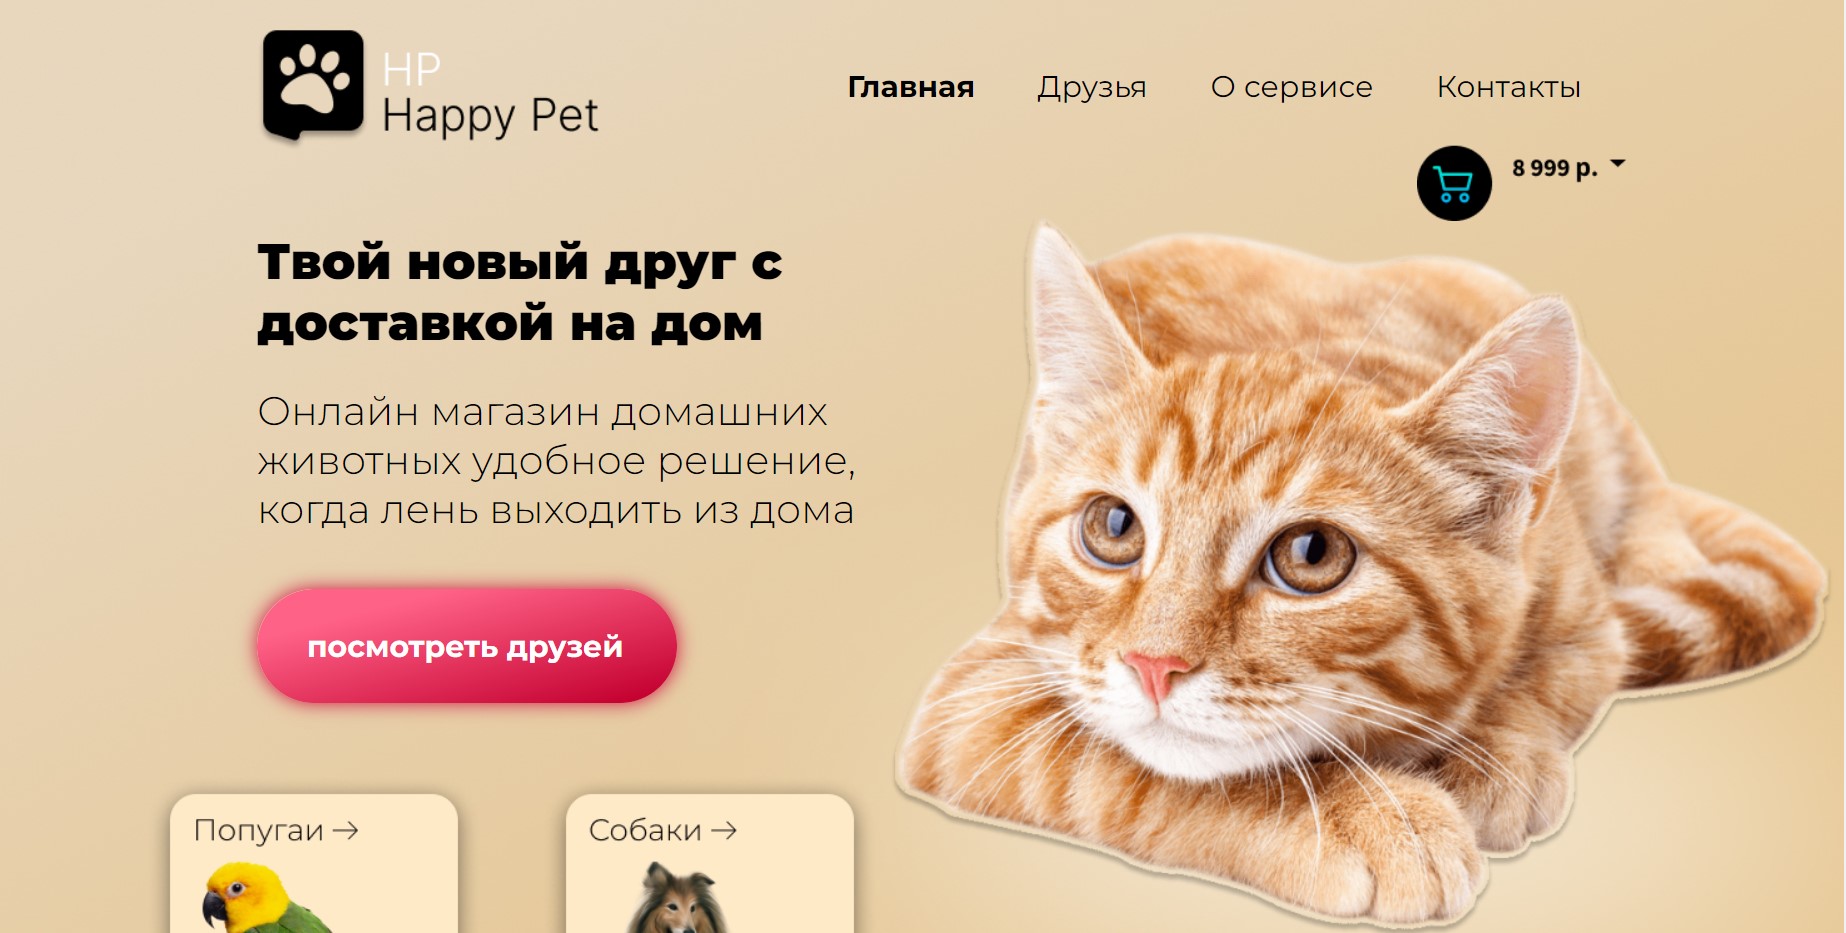 HP
Happy Pet
Главная Друзья О сервисе Контакты
8 999 р.
Твой новый друг с
доставкой на дом
Онлайн магазин домашних
животных удобное решение,
когда лень выходить из дома
посмотреть друзей
Попугаи →
Собаки →